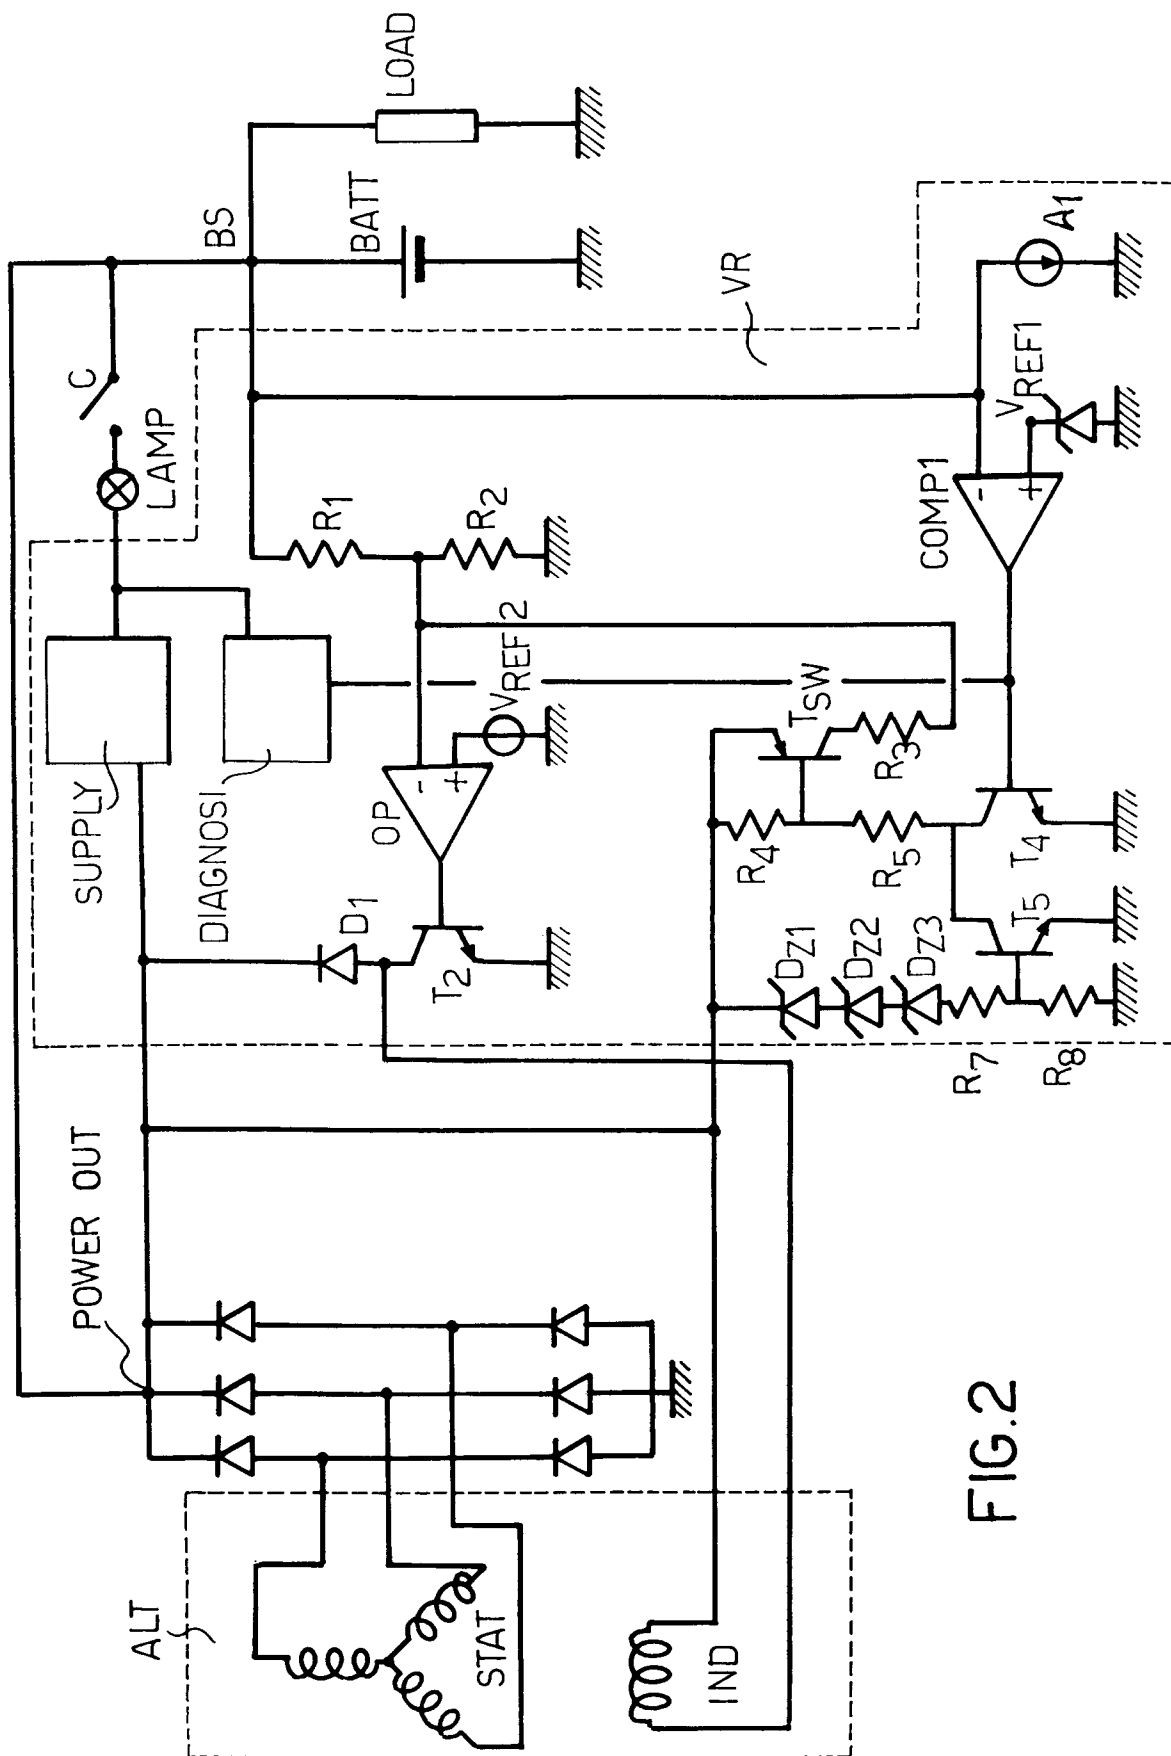 ALT
STAT
IND
POWER OUT
SUPPLY
DIAGNOSI
D1
T2
OP
VREF2
R1
R2
LAMP
C
BS
BATT
LOAD
VR
R4
R5
R3
TSW
DZ1
DZ2
DZ3
R7
R8
T5
T4
COMP1
VREF1
A1
-
+
-
+
FIG.2